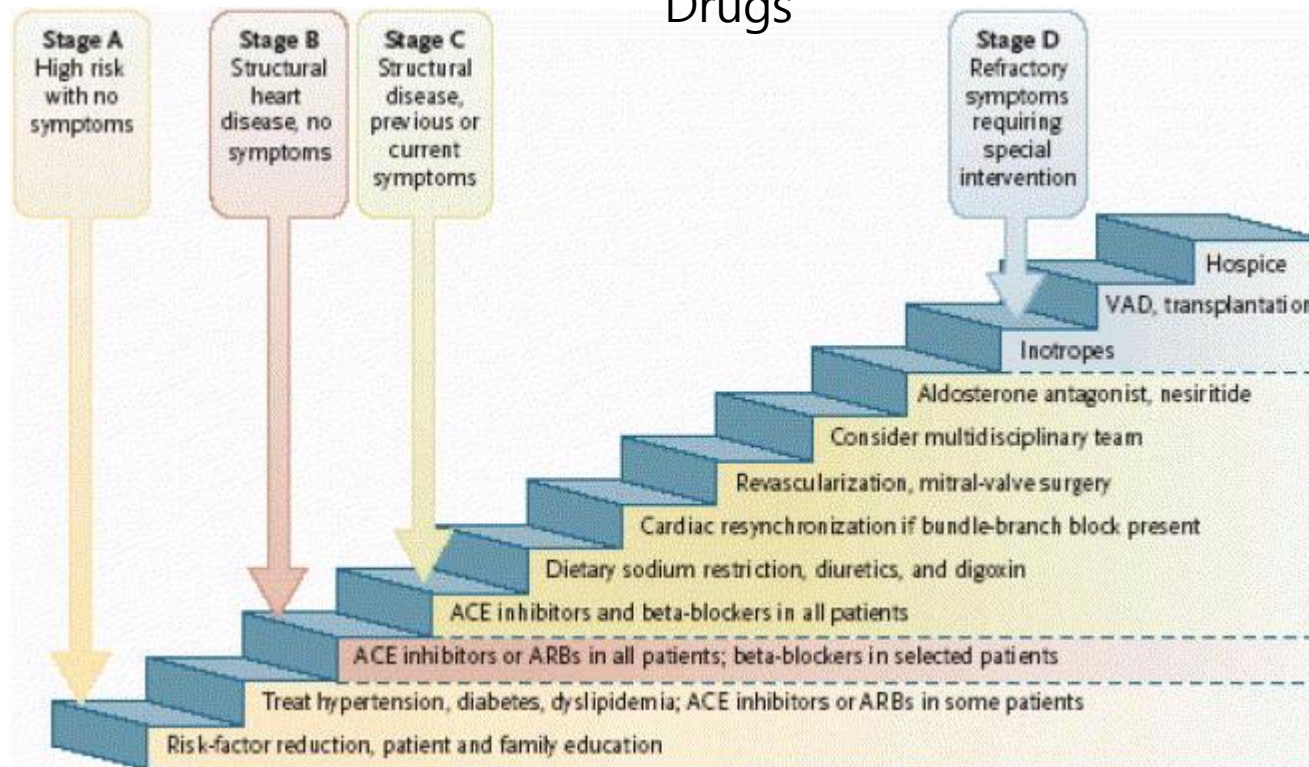 Drugs
Stage A
High risk
with no
symptoms
Stage B
Structural
heart
disease, no
symptoms
Stage C
Structural
disease,
previous or
current
symptoms
Stage D
Refractory
symptoms
requiring
special
intervention
Hospice
VAD, transplantation
Inotropes
Aldosterone antagonist, nesiritide
Consider multidisciplinary team
Revascularization, mitral-valve surgery
Cardiac resynchronization if bundle-branch block present
Dietary sodium restriction, diuretics, and digoxin
ACE inhibitors and beta-blockers in all patients
ACE inhibitors or ARBs in all patients; beta-blockers in selected patients
Treat hypertension, diabetes, dyslipidemia; ACE inhibitors or ARBs in some patients
Risk-factor reduction, patient and family education